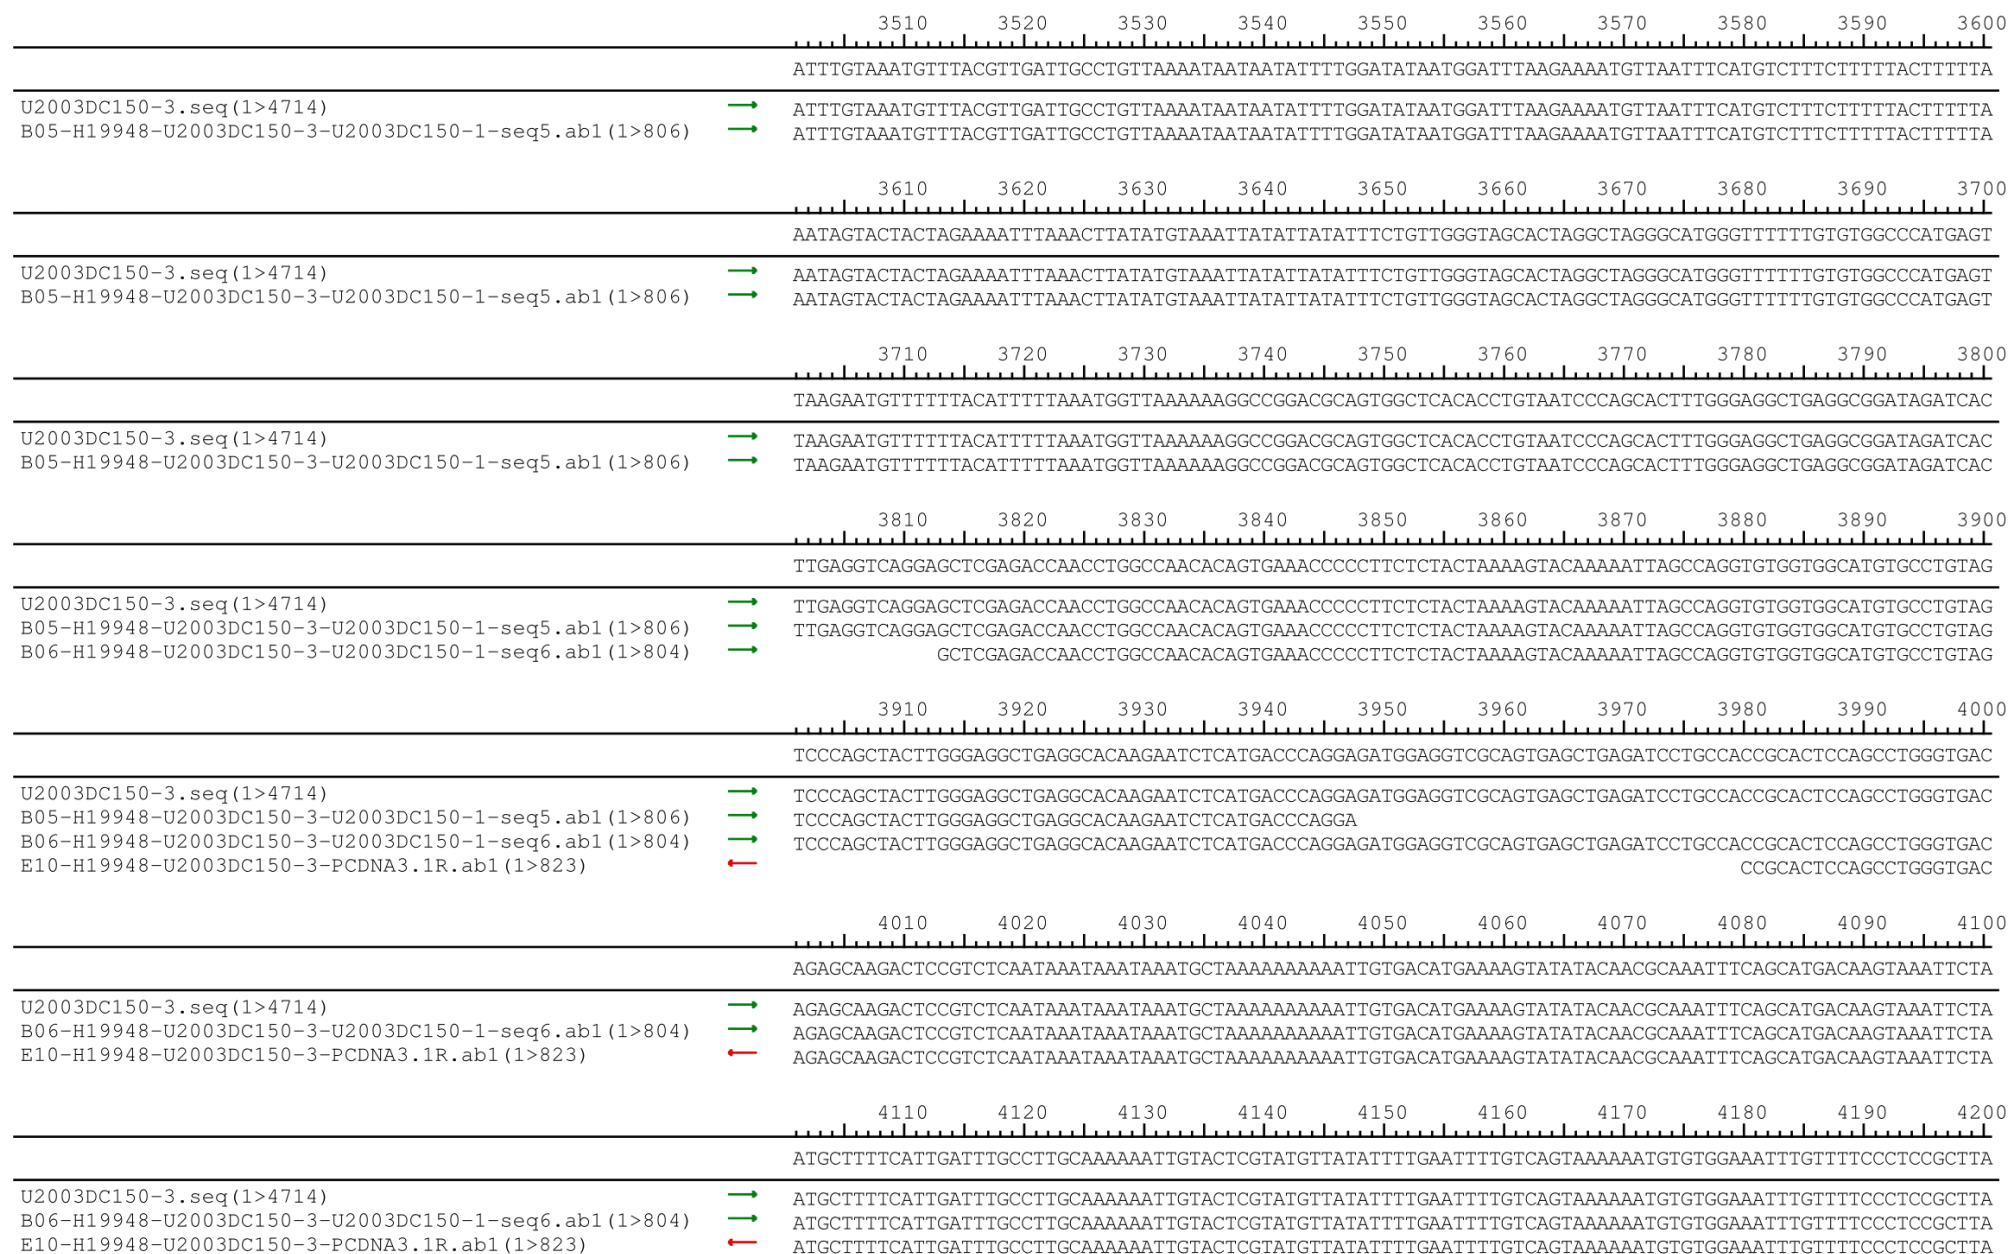 3510 3520 3530 3540 3550 3560 3570 3580 3590 3600
ATTTGTAAATGTTTACGTTGATTGCCTGTTAAAATAATAATATTTTGGATATAATGGATTTAAGAAAATGTTAATTTCATGTCTTTCTTTTTACTTTTTA
U2003DC150-3.seq(1>4714) → ATTTGTAAATGTTTACGTTGATTGCCTGTTAAAATAATAATATTTTGGATATAATGGATTTAAGAAAATGTTAATTTCATGTCTTTCTTTTTACTTTTTA
B05-H19948-U2003DC150-3-U2003DC150-1-seq5.ab1(1>806) → ATTTGTAAATGTTTACGTTGATTGCCTGTTAAAATAATAATATTTTGGATATAATGGATTTAAGAAAATGTTAATTTCATGTCTTTCTTTTTACTTTTTA
3610 3620 3630 3640 3650 3660 3670 3680 3690 3700
AATAGTACTACTAGAAAATTTAAACTTATATGTAAATTATATTATATTTCTGTTGGGTAGCACTAGGCTAGGGCATGGGTTTTTTGTGTGGCCCATGAGT
U2003DC150-3.seq(1>4714) → AATAGTACTACTAGAAAATTTAAACTTATATGTAAATTATATTATATTTCTGTTGGGTAGCACTAGGCTAGGGCATGGGTTTTTTGTGTGGCCCATGAGT
B05-H19948-U2003DC150-3-U2003DC150-1-seq5.ab1(1>806) → AATAGTACTACTAGAAAATTTAAACTTATATGTAAATTATATTATATTTCTGTTGGGTAGCACTAGGCTAGGGCATGGGTTTTTTGTGTGGCCCATGAGT
3710 3720 3730 3740 3750 3760 3770 3780 3790 3800
TAAGAATGTTTTTTACATTTTTAAATGGTTAAAAAAGGCCGGACGCAGTGGCTCACACCTGTAATCCCAGCACTTTGGGAGGCTGAGGCGGATAGATCAC
U2003DC150-3.seq(1>4714) → TAAGAATGTTTTTTACATTTTTAAATGGTTAAAAAAGGCCGGACGCAGTGGCTCACACCTGTAATCCCAGCACTTTGGGAGGCTGAGGCGGATAGATCAC
B05-H19948-U2003DC150-3-U2003DC150-1-seq5.ab1(1>806) → TAAGAATGTTTTTTACATTTTTAAATGGTTAAAAAAGGCCGGACGCAGTGGCTCACACCTGTAATCCCAGCACTTTGGGAGGCTGAGGCGGATAGATCAC
3810 3820 3830 3840 3850 3860 3870 3880 3890 3900
TTGAGGTCAGGAGCTCGAGACCAACCTGGCCAACACAGTGAAACCCCCTTCTCTACTAAAAGTACAAAAATTAGCCAGGTGTGGTGGCATGTGCCTGTAG
U2003DC150-3.seq(1>4714) → TTGAGGTCAGGAGCTCGAGACCAACCTGGCCAACACAGTGAAACCCCCTTCTCTACTAAAAGTACAAAAATTAGCCAGGTGTGGTGGCATGTGCCTGTAG
B05-H19948-U2003DC150-3-U2003DC150-1-seq5.ab1(1>806) → TTGAGGTCAGGAGCTCGAGACCAACCTGGCCAACACAGTGAAACCCCCTTCTCTACTAAAAGTACAAAAATTAGCCAGGTGTGGTGGCATGTGCCTGTAG
B06-H19948-U2003DC150-3-U2003DC150-1-seq6.ab1(1>804) → GCTCGAGACCAACCTGGCCAACACAGTGAAACCCCCTTCTCTACTAAAAGTACAAAAATTAGCCAGGTGTGGTGGCATGTGCCTGTAG
3910 3920 3930 3940 3950 3960 3970 3980 3990 4000
TCCCAGCTACTTGGGAGGCTGAGGCACAAGAATCTCATGACCCAGGAGATGGAGGTCGCAGTGAGCTGAGATCCTGCCACCGCACTCCAGCCTGGGTGAC
U2003DC150-3.seq(1>4714) → TCCCAGCTACTTGGGAGGCTGAGGCACAAGAATCTCATGACCCAGGAGATGGAGGTCGCAGTGAGCTGAGATCCTGCCACCGCACTCCAGCCTGGGTGAC
B05-H19948-U2003DC150-3-U2003DC150-1-seq5.ab1(1>806) → TCCCAGCTACTTGGGAGGCTGAGGCACAAGAATCTCATGACCCAGGA
B06-H19948-U2003DC150-3-U2003DC150-1-seq6.ab1(1>804) → TCCCAGCTACTTGGGAGGCTGAGGCACAAGAATCTCATGACCCAGGAGATGGAGGTCGCAGTGAGCTGAGATCCTGCCACCGCACTCCAGCCTGGGTGAC
E10-H19948-U2003DC150-3-PCDNA3.1R.ab1(1>823) ← CCGCACTCCAGCCTGGGTGAC
4010 4020 4030 4040 4050 4060 4070 4080 4090 4100
AGAGCAAGACTCCGTCTCAATAAATAAATAAATGCTAAAAAAAAAATTGTGACATGAAAAGTATATACAACGCAAATTTCAGCATGACAAGTAAATTCTA
U2003DC150-3.seq(1>4714) → AGAGCAAGACTCCGTCTCAATAAATAAATAAATGCTAAAAAAAAAATTGTGACATGAAAAGTATATACAACGCAAATTTCAGCATGACAAGTAAATTCTA
B06-H19948-U2003DC150-3-U2003DC150-1-seq6.ab1(1>804) → AGAGCAAGACTCCGTCTCAATAAATAAATAAATGCTAAAAAAAAAATTGTGACATGAAAAGTATATACAACGCAAATTTCAGCATGACAAGTAAATTCTA
E10-H19948-U2003DC150-3-PCDNA3.1R.ab1(1>823) ← AGAGCAAGACTCCGTCTCAATAAATAAATAAATGCTAAAAAAAAAATTGTGACATGAAAAGTATATACAACGCAAATTTCAGCATGACAAGTAAATTCTA
4110 4120 4130 4140 4150 4160 4170 4180 4190 4200
ATGCTTTTCATTGATTTGCCTTGCAAAAAATTGTACTCGTATGTTATATTTTGAATTTTGTCAGTAAAAAATGTGTGGAAATTTGTTTTCCCTCCGCTTA
U2003DC150-3.seq(1>4714) → ATGCTTTTCATTGATTTGCCTTGCAAAAAATTGTACTCGTATGTTATATTTTGAATTTTGTCAGTAAAAAATGTGTGGAAATTTGTTTTCCCTCCGCTTA
B06-H19948-U2003DC150-3-U2003DC150-1-seq6.ab1(1>804) → ATGCTTTTCATTGATTTGCCTTGCAAAAAATTGTACTCGTATGTTATATTTTGAATTTTGTCAGTAAAAAATGTGTGGAAATTTGTTTTCCCTCCGCTTA
E10-H19948-U2003DC150-3-PCDNA3.1R.ab1(1>823) ← ATGCTTTTCATTGATTTGCCTTGCAAAAAATTGTACTCGTATGTTATATTTTGAATTTTGTCAGTAAAAAATGTGTGGAAATTTGTTTTCCCTCCGCTTA